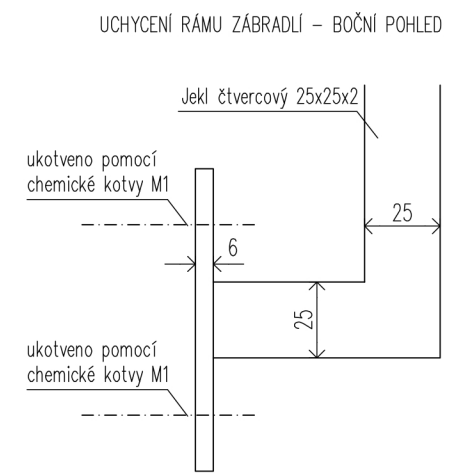 UCHYCENÍ RÁMU ZÁBRADLÍ – BOČNÍ POHLED
Jekl čtvercový 25x25x2
ukotveno pomocí
chemické kotvy M1
25
6
25
ukotveno pomocí
chemické kotvy M1